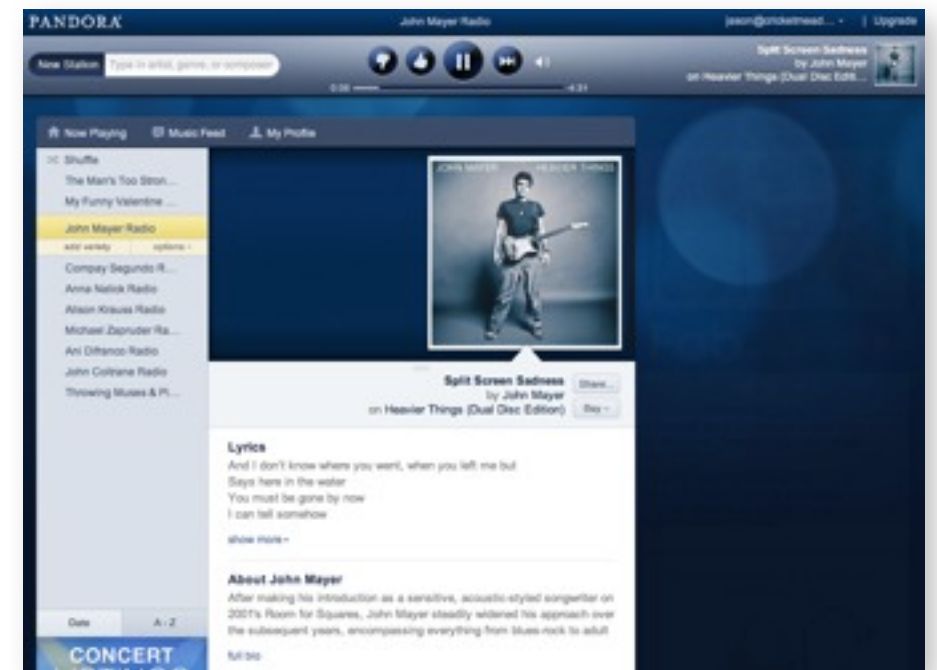 PANDORA
John Mayer Radio
| Upgrade
New Station Type in artist, genre, or composer
Split Screen Sadness
by John Mayer
on Heavier Things (Dual Disc Editi...
0:38
-4:31
Now Playing Music Feed My Profile
Shuffle
The Man's Too Stron...
My Funny Valentine ...
John Mayer Radio
add variety options
Compay Segundo R...
Anna Nalick Radio
Alison Krauss Radio
Michael Zapruder Ra...
Ani Difranco Radio
John Coltrane Radio
Throwing Muses & Pi...
Date A - Z
CONCERT
JOHN MAYER HEAVIER THINGS
Split Screen Sadness
by John Mayer
on Heavier Things (Dual Disc Edition)
Share...
Buy
Lyrics
And I don't know where you went, when you left me but
Says here in the water
You must be gone by now
I can tell somehow
show more
About John Mayer
After making his introduction as a sensitive, acoustic-styled songwriter on
2001's Room for Squares, John Mayer steadily widened his approach over
the subsequent years, encompassing everything from blues-rock to adult
full bio